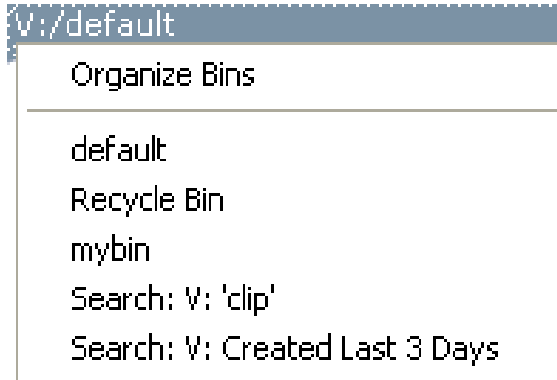 V:/default
Organize Bins
default
Recycle Bin
mybin
Search: V: 'clip'
Search: V: Created Last 3 Days